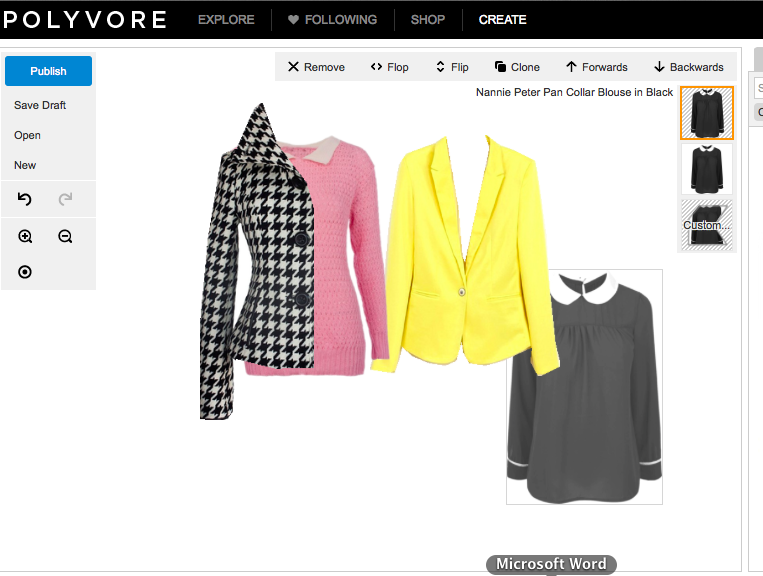 POLYVORE
EXPLORE
FOLLOWING
SHOP
CREATE
Publish
Remove
Flop
Flip
Clone
Forwards
Backwards
Save Draft
Open
New
Nannie Peter Pan Collar Blouse in Black
Custom...
Microsoft Word